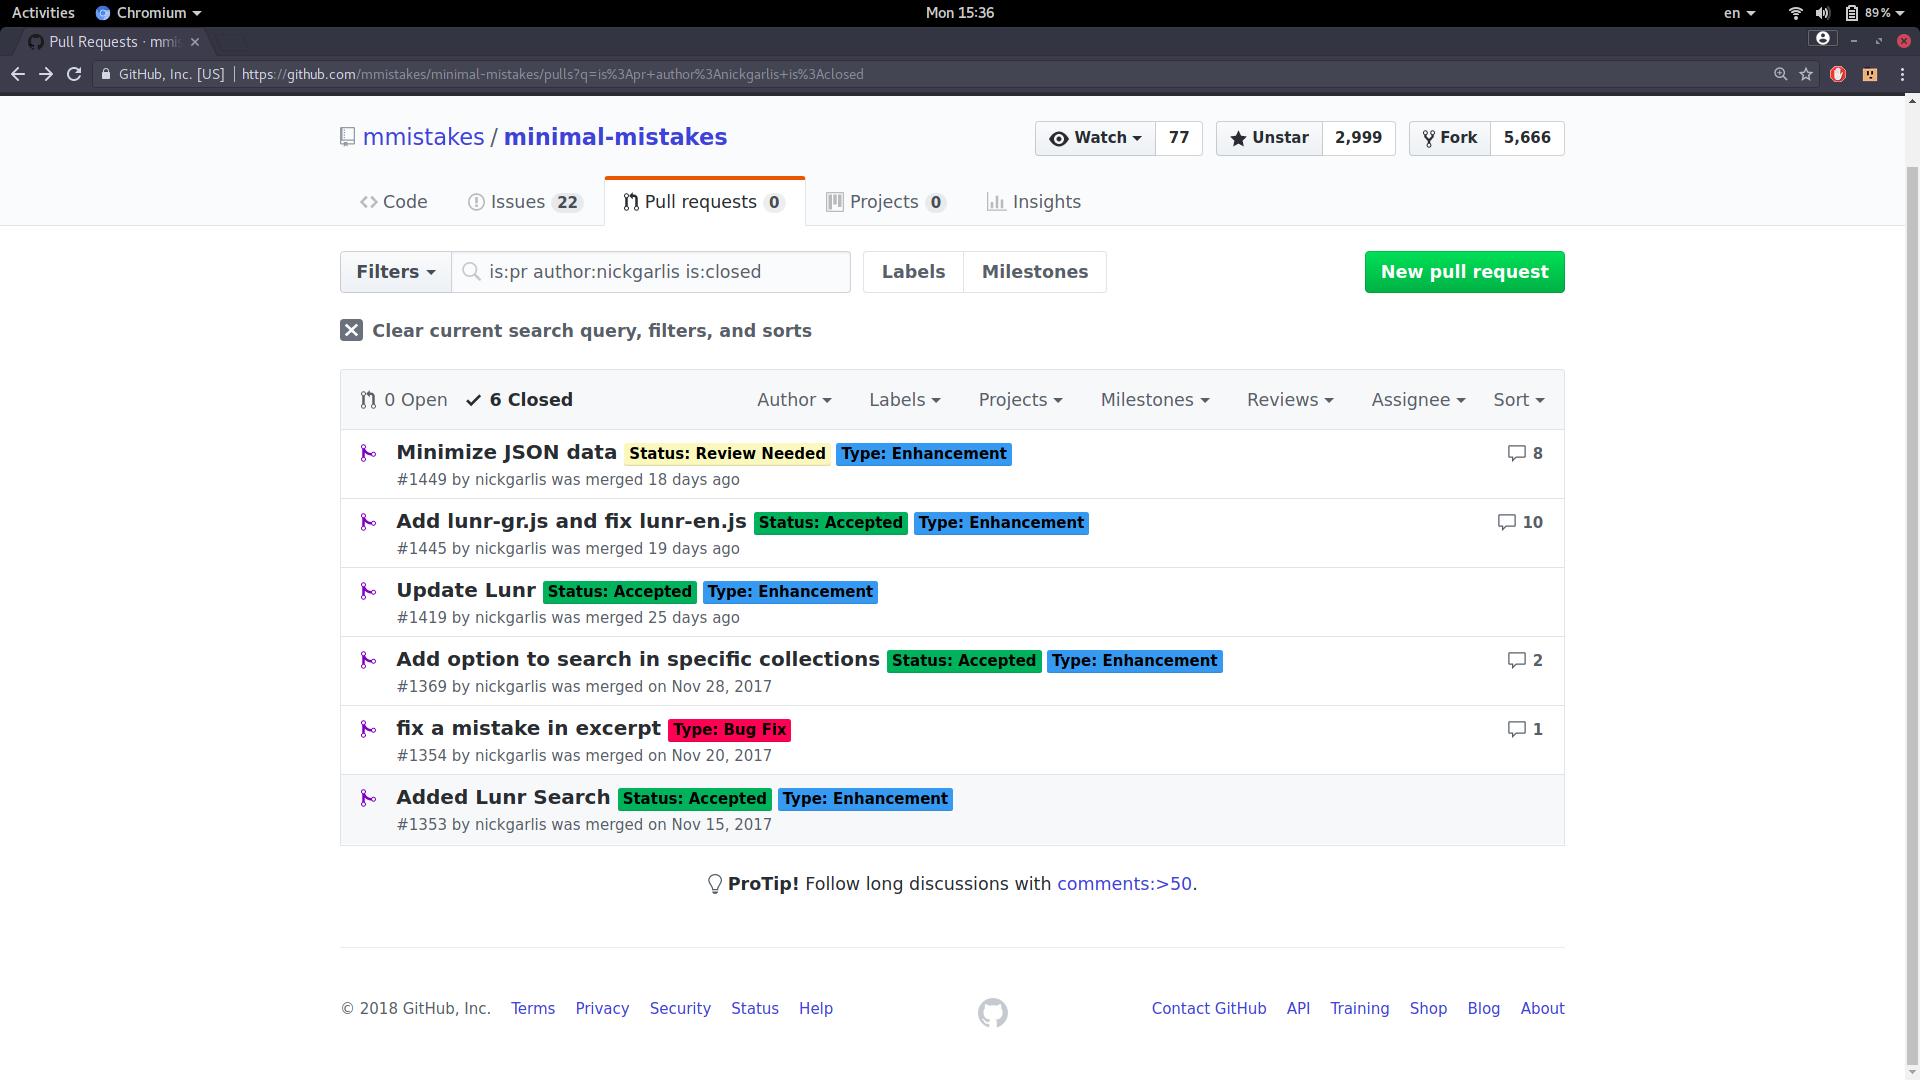 Activities Chromium Mon 15:36 en 89%
Pull Requests · mmis
GitHub, Inc. [US] https://github.com/mmistakes/minimal-mistakes/pulls?q=is%3Apr+author%3Anickgarlis+is%3Aclosed
mmistakes / minimal-mistakes Watch 77 Unstar 2,999 Fork 5,666
Code Issues 22 Pull requests 0 Projects 0 Insights
Filters is:pr author:nickgarlis is:closed Labels Milestones New pull request
Clear current search query, filters, and sorts
0 Open 6 Closed Author Labels Projects Milestones Reviews Assignee Sort
Minimize JSON data Status: Review Needed Type: Enhancement 8
#1449 by nickgarlis was merged 18 days ago
Add lunr-gr.js and fix lunr-en.js Status: Accepted Type: Enhancement 10
#1445 by nickgarlis was merged 19 days ago
Update Lunr Status: Accepted Type: Enhancement
#1419 by nickgarlis was merged 25 days ago
Add option to search in specific collections Status: Accepted Type: Enhancement 2
#1369 by nickgarlis was merged on Nov 28, 2017
fix a mistake in excerpt Type: Bug Fix 1
#1354 by nickgarlis was merged on Nov 20, 2017
Added Lunr Search Status: Accepted Type: Enhancement
#1353 by nickgarlis was merged on Nov 15, 2017
ProTip! Follow long discussions with comments:>50.
© 2018 GitHub, Inc. Terms Privacy Security Status Help Contact GitHub API Training Shop Blog About